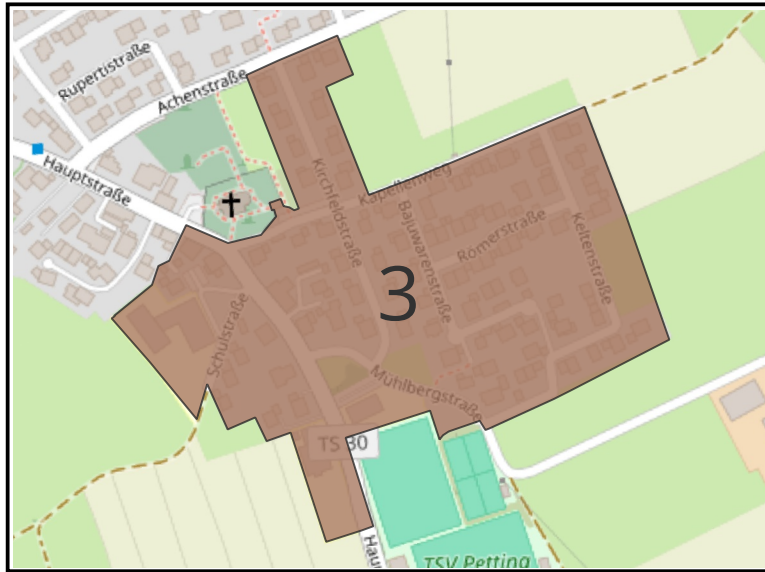 Rupertistraße
Achenstraße
Hauptstraße
Kirchfeldstraße
Kapellenweg
Bajuwarenstraße
Römerstraße
Keltenstraße
3
Schulstraße
Mühlbergstraße
TS 30
TSV Petting